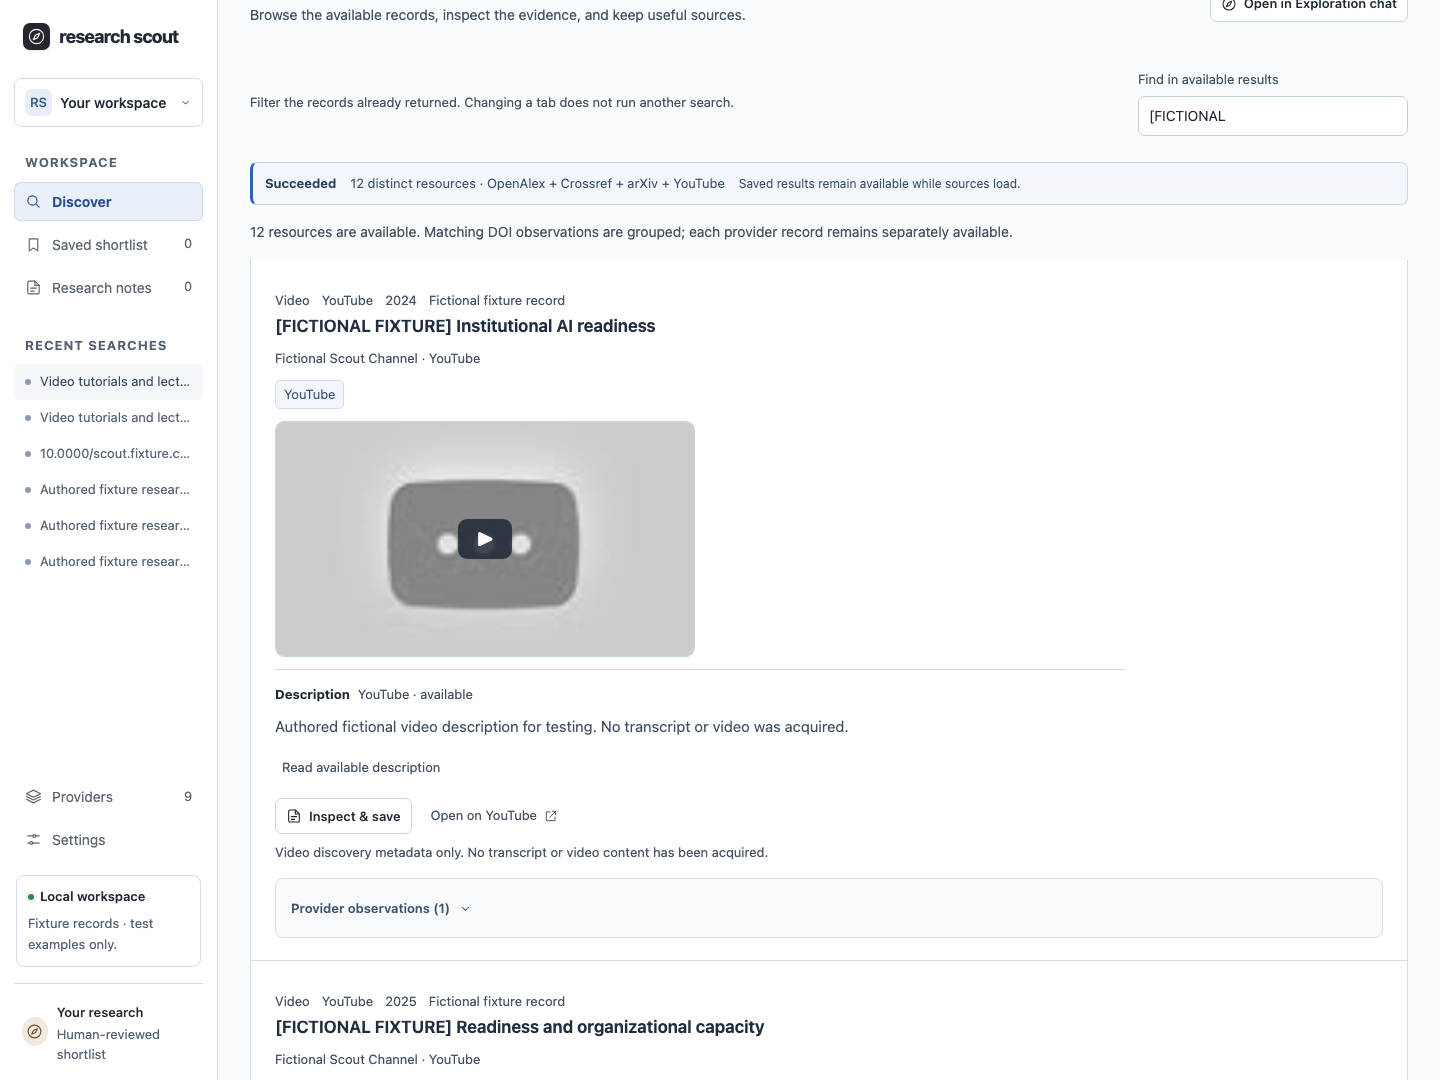 research scout
RS Your workspace
WORKSPACE
Discover
Saved shortlist 0
Research notes 0
RECENT SEARCHES
Video tutorials and lect...
Video tutorials and lect...
10.0000/scout.fixture.c...
Authored fixture resear...
Authored fixture resear...
Authored fixture resear...
Providers 9
Settings
Local workspace
Fixture records · test
examples only.
Your research
Human-reviewed
shortlist
Browse the available records, inspect the evidence, and keep useful sources.
Open in Exploration chat
Filter the records already returned. Changing a tab does not run another search.
Find in available results
[FICTIONAL
Succeeded 12 distinct resources · OpenAlex + Crossref + arXiv + YouTube Saved results remain available while sources load.
12 resources are available. Matching DOI observations are grouped; each provider record remains separately available.
Video YouTube 2024 Fictional fixture record
[FICTIONAL FIXTURE] Institutional AI readiness
Fictional Scout Channel · YouTube
YouTube
Description YouTube · available
Authored fictional video description for testing. No transcript or video was acquired.
Read available description
Inspect & save Open on YouTube
Video discovery metadata only. No transcript or video content has been acquired.
Provider observations (1)
Video YouTube 2025 Fictional fixture record
[FICTIONAL FIXTURE] Readiness and organizational capacity
Fictional Scout Channel · YouTube